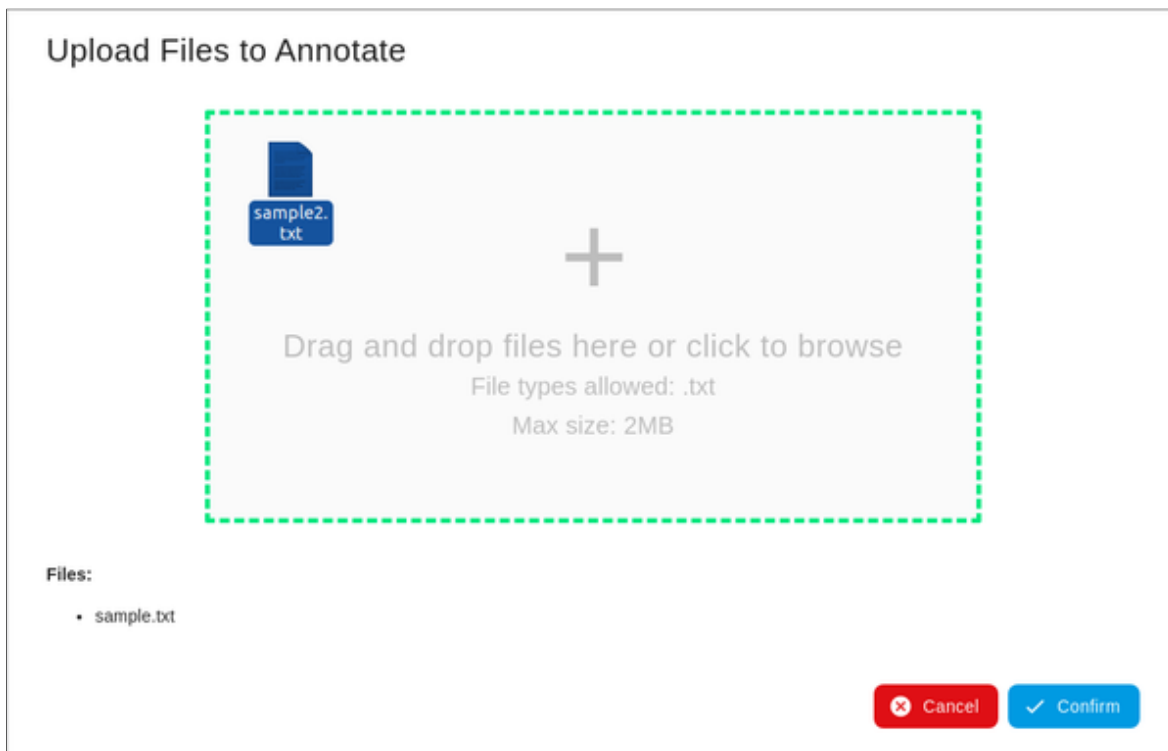 Upload Files to Annotate
sample2.
txt
Drag and drop files here or click to browse
File types allowed: .txt
Max size: 2MB
Files:
• sample.txt
Cancel
Confirm